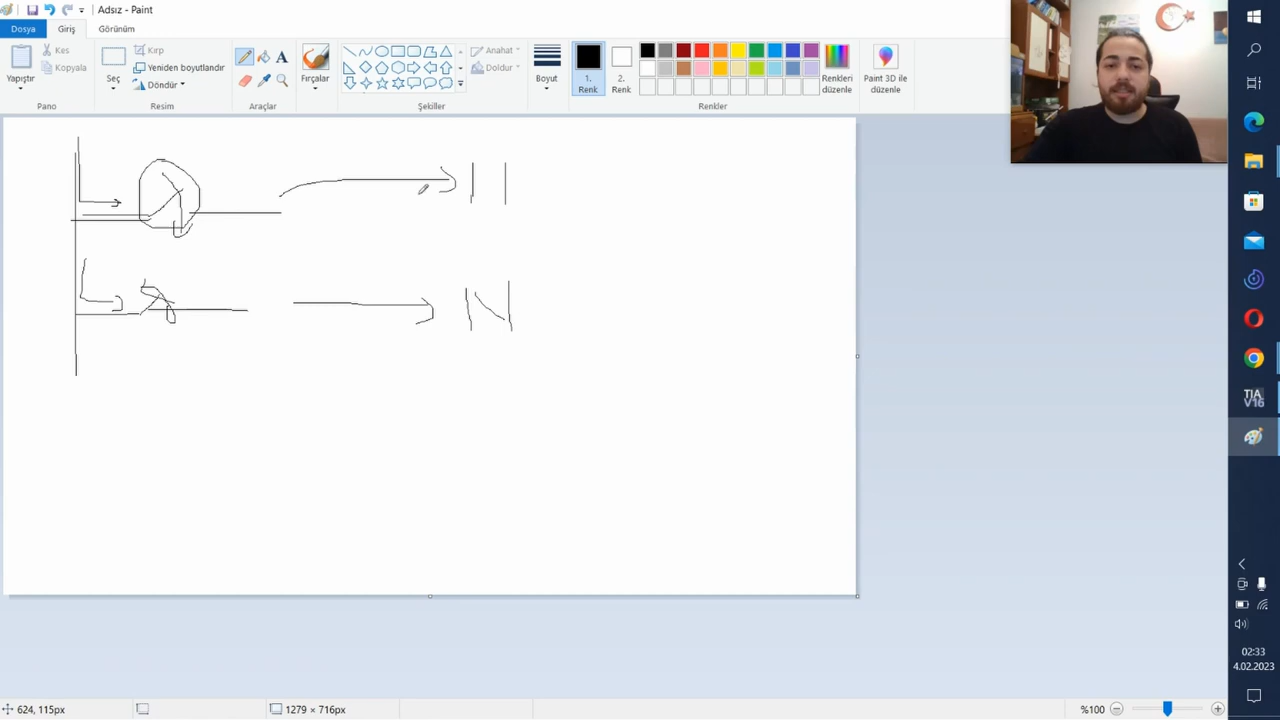 Adsız - Paint
Dosya Giriş Görünüm
Yapıştır
Kes
Kopyala
Pano
Seç
Kırp
Yeniden boyutlandır
Döndür
Resim
A
Araçlar
Fırçalar
Şekiller
Anahat
Doldur
Boyut
1. Renk
2. Renk
Renkler
Renkleri düzenle
Paint 3D ile düzenle
N
TIA V16
02:33
4.02.2023
624, 115px
1279 × 716px
%100